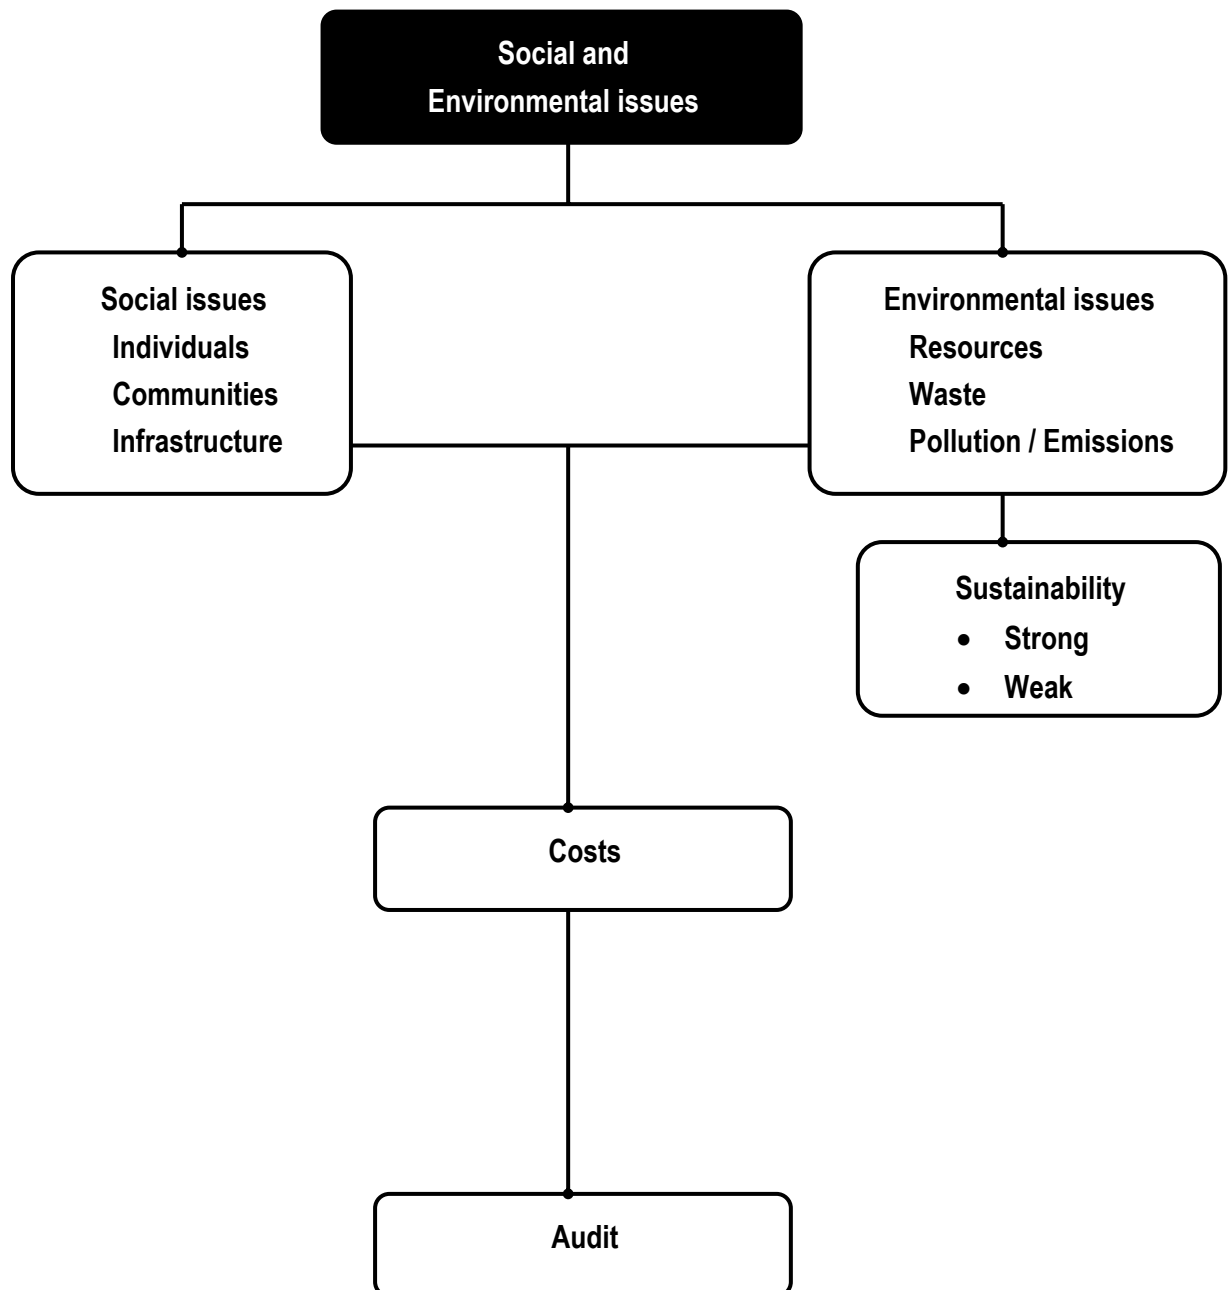 Social and
Environmental issues
Social issues
Individuals
Communities
Infrastructure
Environmental issues
Resources
Waste
Pollution / Emissions
Sustainability
• Strong
• Weak
Costs
Audit